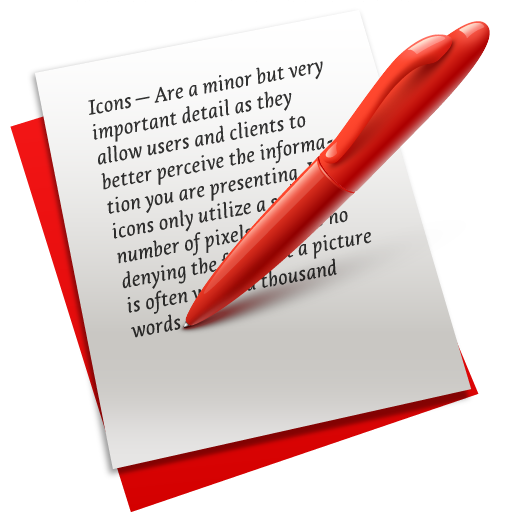 Icons — Are a minor but very
important detail as they
allow users and clients to
better perceive the informa-
tion you are presenting.
icons only utilize a
number of pixels no
denying the a picture
is often a thousand
words.